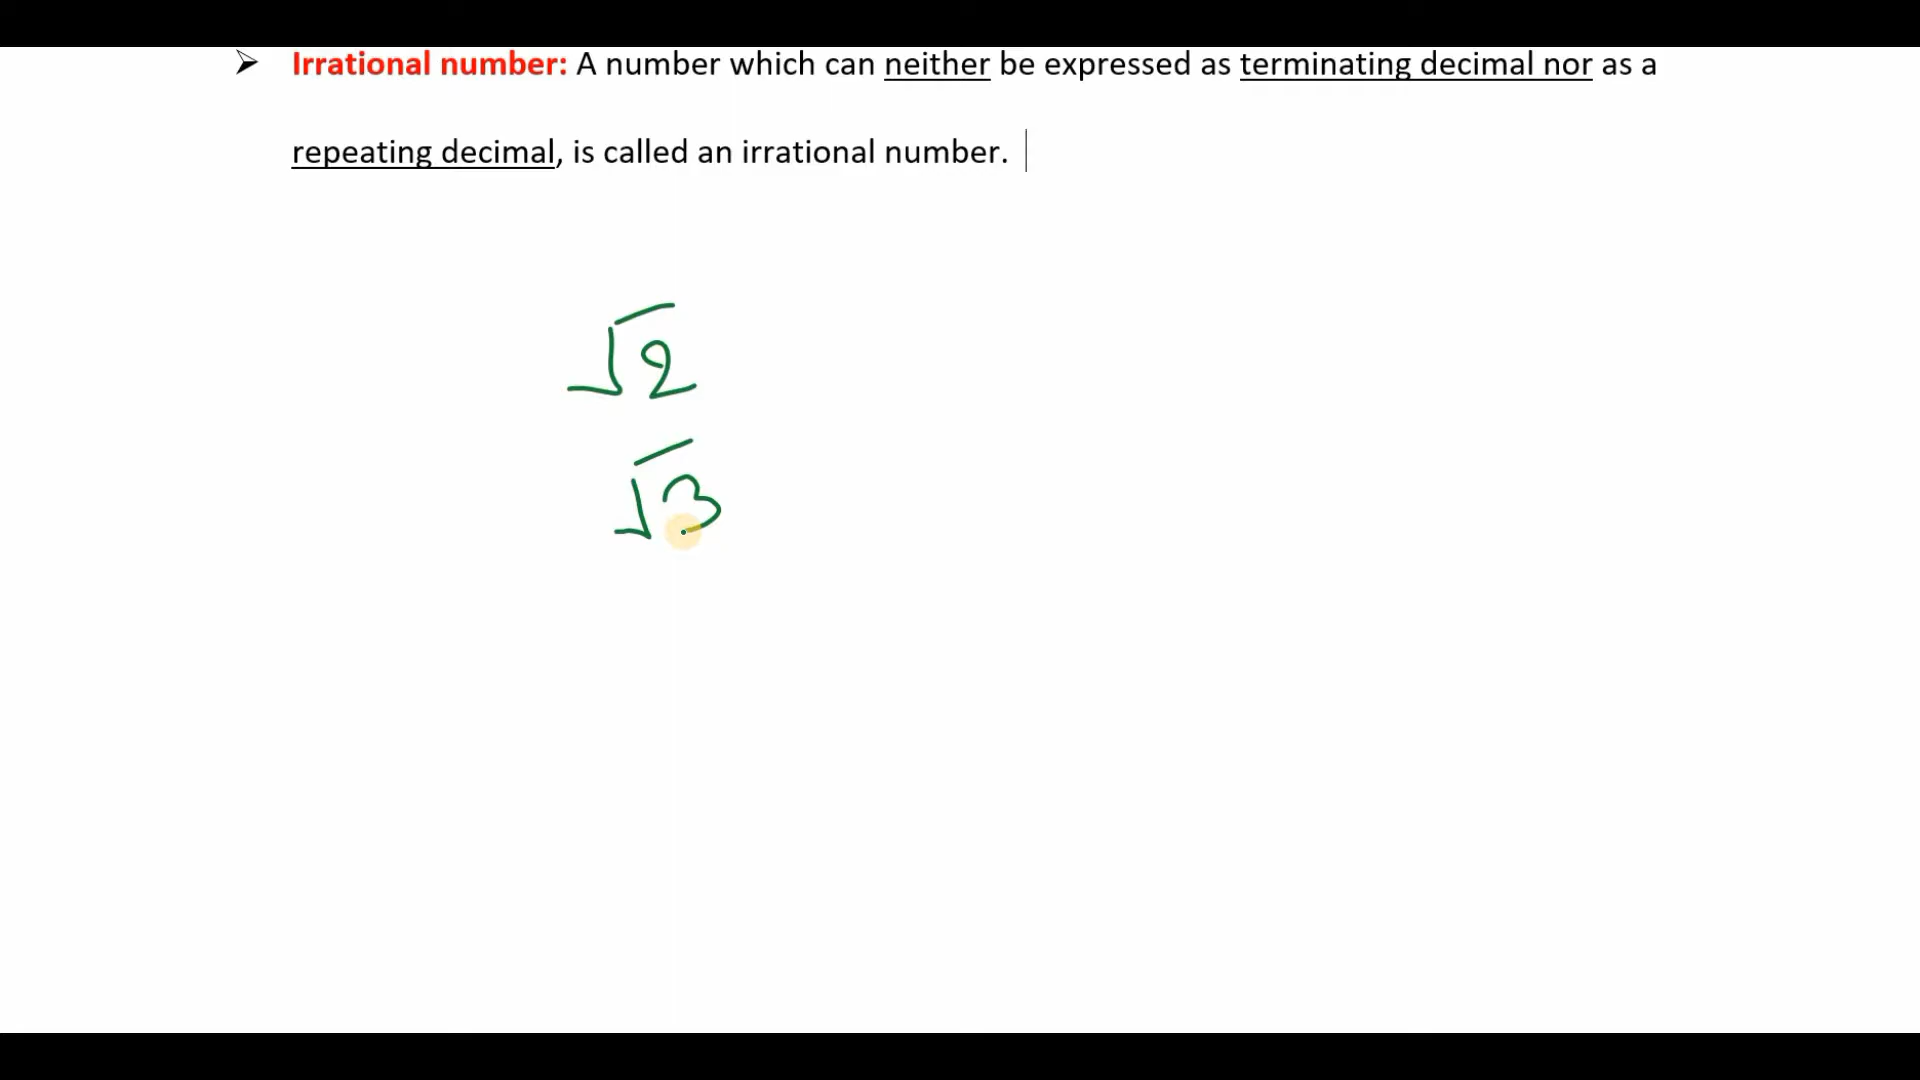 ➢ Irrational number: A number which can neither be expressed as terminating decimal nor as a
repeating decimal, is called an irrational number.
√2
√3